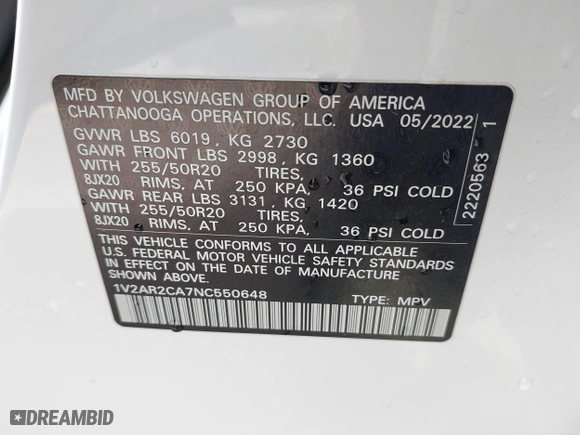 MFD BY VOLKSWAGEN GROUP OF AMERICA
CHATTANOOGA OPERATIONS, LLC. USA 05/2022
GVWR LBS 6019, KG 2730
GAWR FRONT LBS 2998, KG 1360
WITH 255/50R20 TIRES,
8JX20 RIMS, AT 250 KPA, 36 PSI COLD
GAWR REAR LBS 3131, KG 1420
WITH 255/50R20 TIRES,
8JX20 RIMS, AT 250 KPA, 36 PSI COLD
THIS VEHICLE CONFORMS TO ALL APPLICABLE
U.S. FEDERAL MOTOR VEHICLE SAFETY STANDARDS
IN EFFECT ON THE DATE OF MANUFACTURE
SHOWN ABOVE.
1V2AR2CA7NC550648 TYPE: MPV
2220563 1
DREAMBID